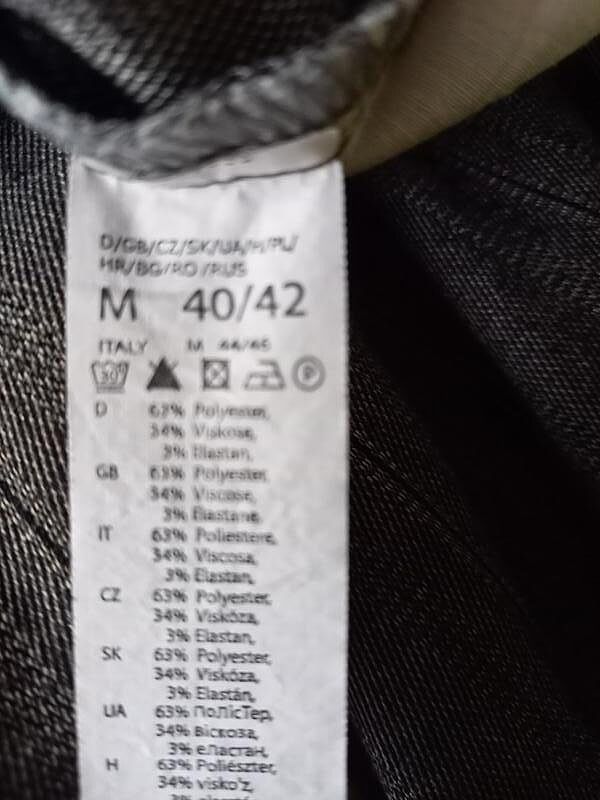 D/GB/CZ/SK/UA/H/PL/
HR/BG/RO/RUS
M 40/42
ITALY M 44/46
30 P
D 63% Polyester,
34% Viskose,
3% Elastan,
GB 63% Polyester,
34% Viscose,
3% Elastane,
IT 63% Poliestere,
34% Viscosa,
3% Elastan,
CZ 63% Polyester,
34% Viskóza,
3% Elastan,
SK 63% Polyester,
34% Viskóza,
3% Elastán,
UA 63% ПоліСТер,
34% віскоза,
3% еластан,
H 63% Poliészter,
34% visko'z,